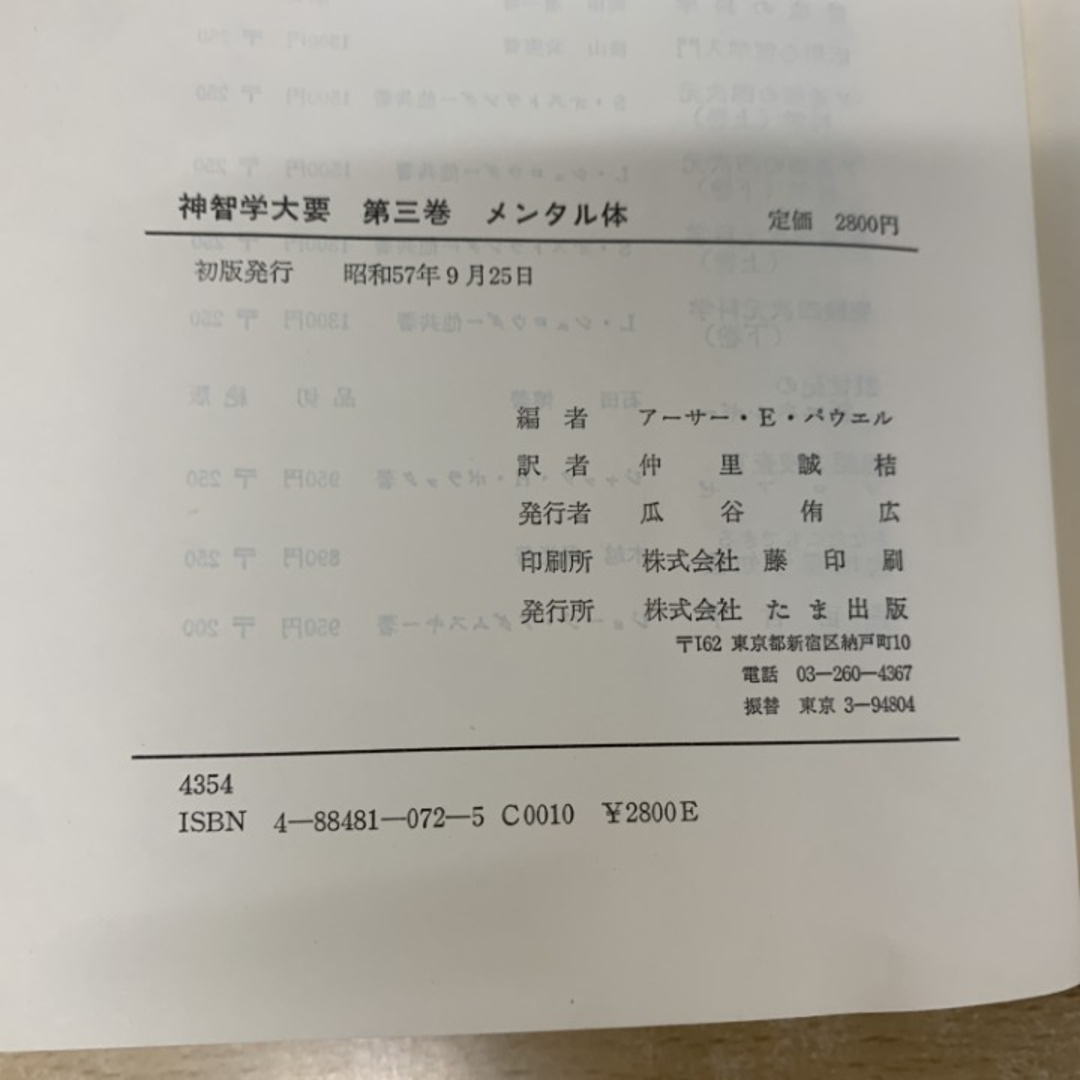 神智学大要　第三巻　メンタル体　定価　2800円
初版発行　昭和57年9月25日
編者　アーサー・E・パウエル
訳者　仲里誠桔
発行者　瓜谷侑広
印刷所　株式会社　藤印刷
発行所　株式会社　たま出版
〒162　東京都新宿区納戸町10
電話　03—260—4367
振替　東京 3—94804
4354
ISBN　4—88481—072—5　C0010　￥2800E